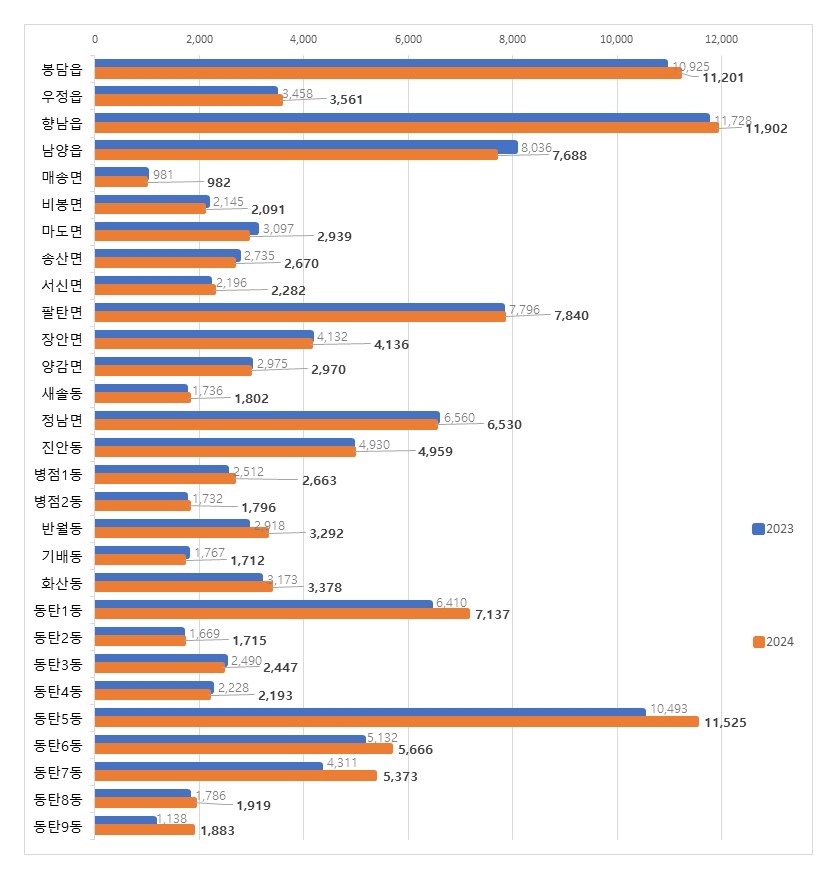 0 2,000 4,000 6,000 8,000 10,000 12,000
봉담읍 10,925 11,201
우정읍 3,458 3,561
향남읍 11,728 11,902
남양읍 8,036 7,688
매송면 981 982
비봉면 2,145 2,091
마도면 3,097 2,939
송산면 2,735 2,670
서신면 2,196 2,282
팔탄면 7,796 7,840
장안면 4,132 4,136
양감면 2,975 2,970
새솔동 1,736 1,802
정남면 6,560 6,530
진안동 4,930 4,959
병점1동 2,512 2,663
병점2동 1,732 1,796
반월동 2,918 3,292
2023
기배동 1,767 1,712
화산동 3,173 3,378
동탄1동 6,410 7,137
동탄2동 1,669 1,715
2024
동탄3동 2,490 2,447
동탄4동 2,228 2,193
동탄5동 10,493 11,525
동탄6동 5,132 5,666
동탄7동 4,311 5,373
동탄8동 1,786 1,919
동탄9동 1,138 1,883